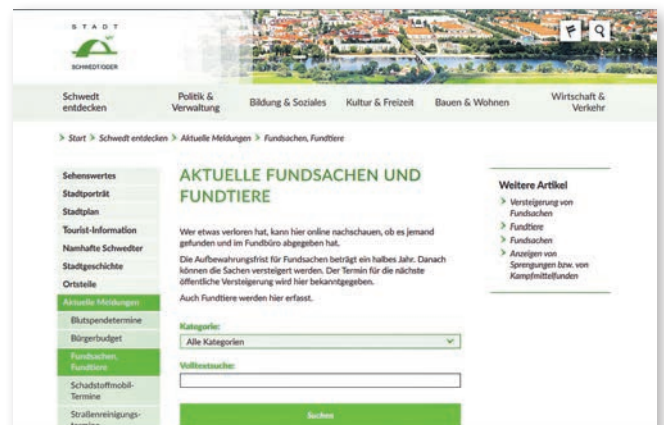 STADT
SCHWEDT/ODER
Schwedt
entdecken
Politik &
Verwaltung
Bildung & Soziales
Kultur & Freizeit
Bauen & Wohnen
Wirtschaft &
Verkehr
Start
Schwedt entdecken
Aktuelle Meldungen
Fundsachen, Fundtiere
Sehenswertes
Stadtporträt
Stadtplan
Tourist-Information
Namhafte Schwedter
Stadtgeschichte
Ortsteile
Aktuelle Meldungen
Blutspendetermine
Bürgerbudget
Fundsachen,
Fundtiere
Schadstoffmobil-
Termine
Straßenreinigungs-
termine
AKTUELLE FUNDSACHEN UND
FUNDTIERE
Wer etwas verloren hat, kann hier online nachschauen, ob es jemand
gefunden und im Fundbüro abgegeben hat.
Die Aufbewahrungsfrist für Fundsachen beträgt ein halbes Jahr. Danach
können die Sachen versteigert werden. Der Termin für die nächste
öffentliche Versteigerung wird hier bekanntgegeben.
Auch Fundtiere werden hier erfasst.
Kategorie:
Alle Kategorien
Volltextsuche:
Suchen
Weitere Artikel
Versteigerung von
Fundsachen
Fundtiere
Fundsachen
Anzeigen von
Sprengungen bzw. von
Kampfmittelfunden